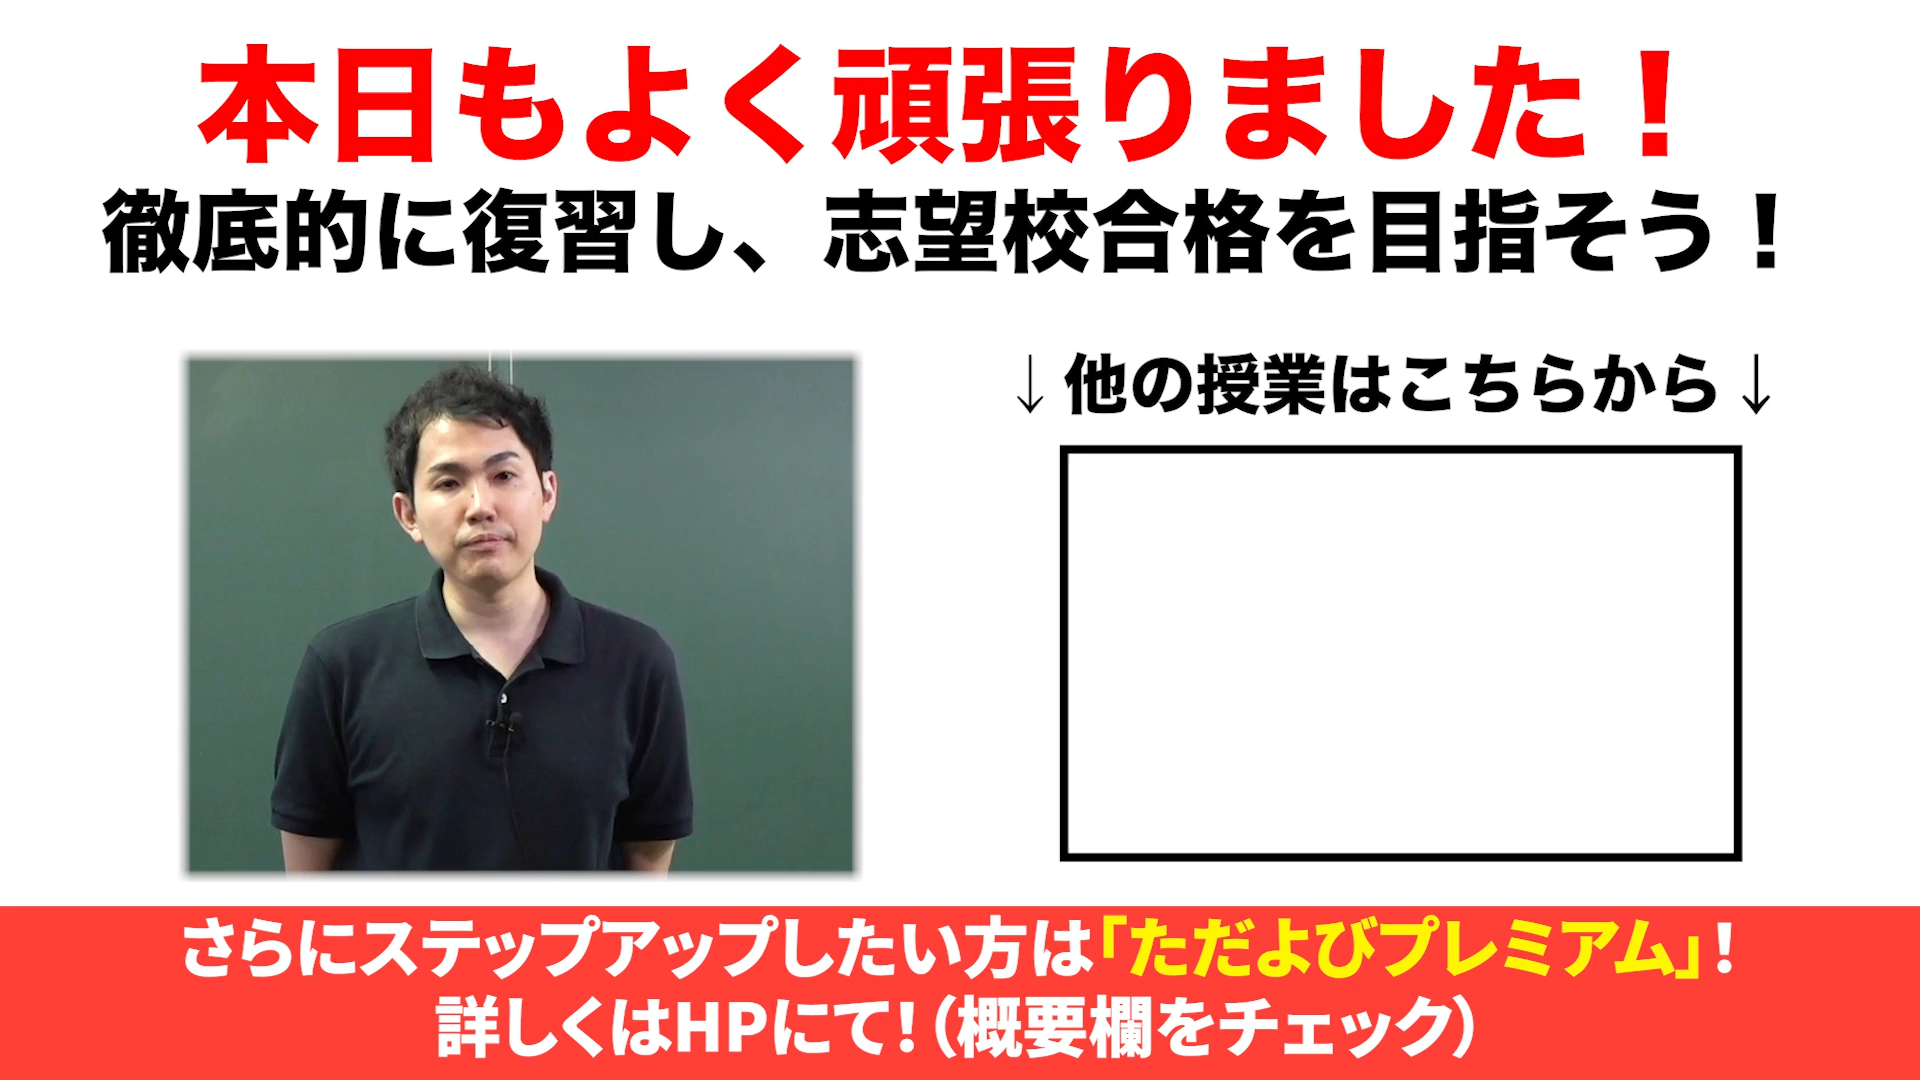 本日もよく頑張りました！
徹底的に復習し、志望校合格を目指そう！
↓他の授業はこちらから↓
さらにステップアップしたい方は「ただよびプレミアム」！
詳しくはHPにて！（概要欄をチェック）